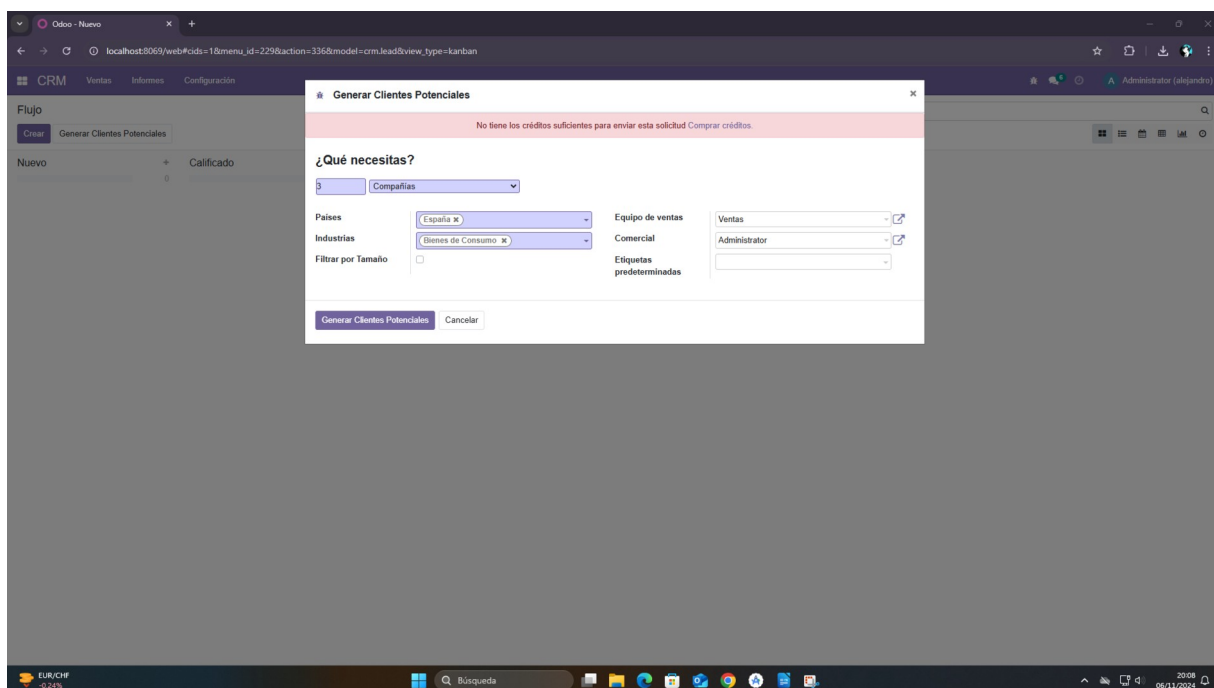 Odoo - Nuevo
localhost:8069/web#cids=1&menu_id=229&action=336&model=crm.lead&view_type=kanban
CRM Ventas Informes Configuración
6
A Administrator (alejandro)
Flujo
Crear Generar Clientes Potenciales
Nuevo + Calificado
0
Generar Clientes Potenciales
No tiene los créditos suficientes para enviar esta solicitud Comprar créditos
¿Qué necesitas?
3 Compañías
Países España Equipo de ventas Ventas
Industrias Bienes de Consumo Comercial Administrator
Filtrar por Tamaño Etiquetas
predeterminadas
Generar Clientes Potenciales Cancelar
EUR/CHF
-0.24%
Búsqueda
20:08
06/11/2024